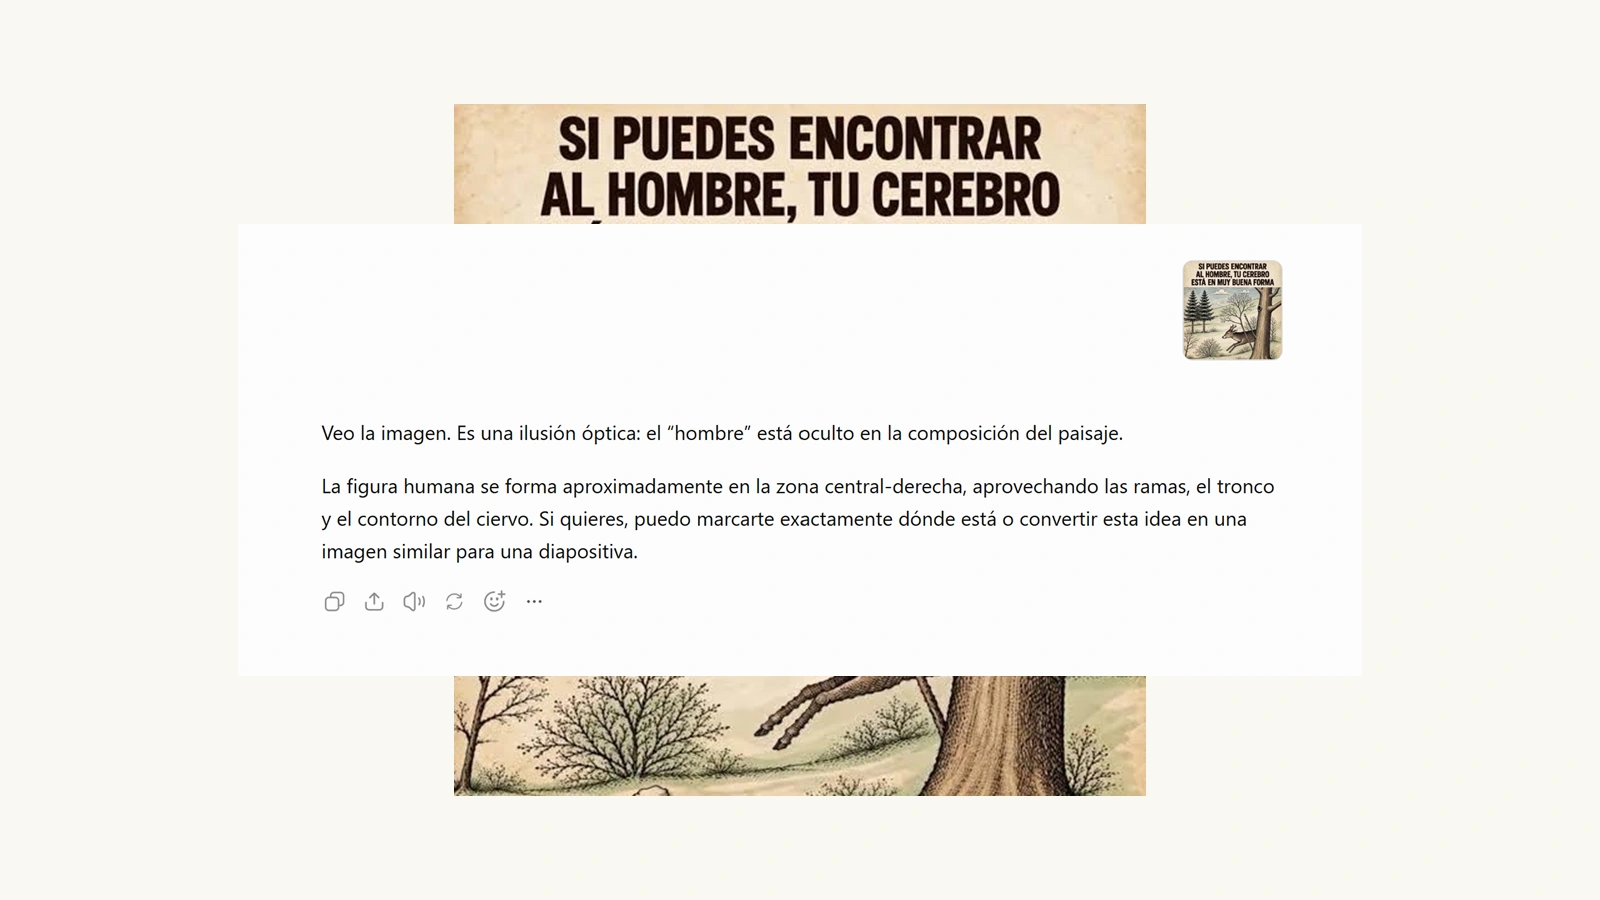 SI PUEDES ENCONTRAR
AL HOMBRE, TU CEREBRO
SI PUEDES ENCONTRAR
AL HOMBRE, TU CEREBRO
ESTÁ EN MUY BUENA FORMA
Veo la imagen. Es una ilusión óptica: el “hombre” está oculto en la composición del paisaje.
La figura humana se forma aproximadamente en la zona central-derecha, aprovechando las ramas, el tronco
y el contorno del ciervo. Si quieres, puedo marcarte exactamente dónde está o convertir esta idea en una
imagen similar para una diapositiva.